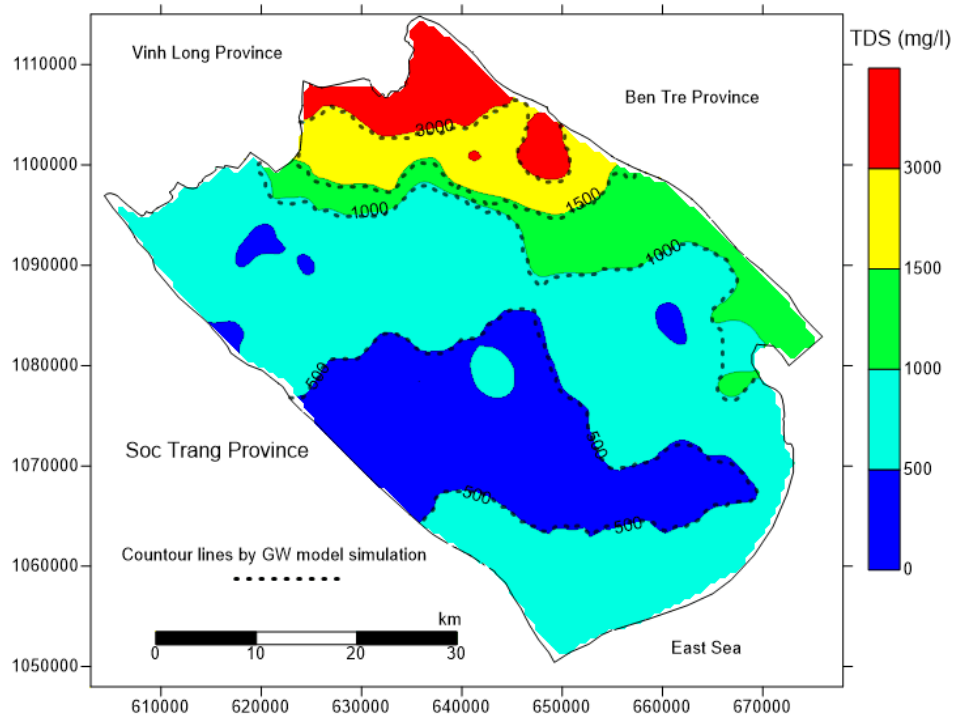 TDS (mg/l)
Vinh Long Province
Ben Tre Province
1110000
1100000
1090000
1080000
1070000
1060000
1050000
3000
1500
1000
1000
500
500
500
500
Soc Trang Province
Countour lines by GW model simulation
km
0 10 20 30
East Sea
610000 620000 630000 640000 650000 660000 670000
3000
1500
1000
500
0